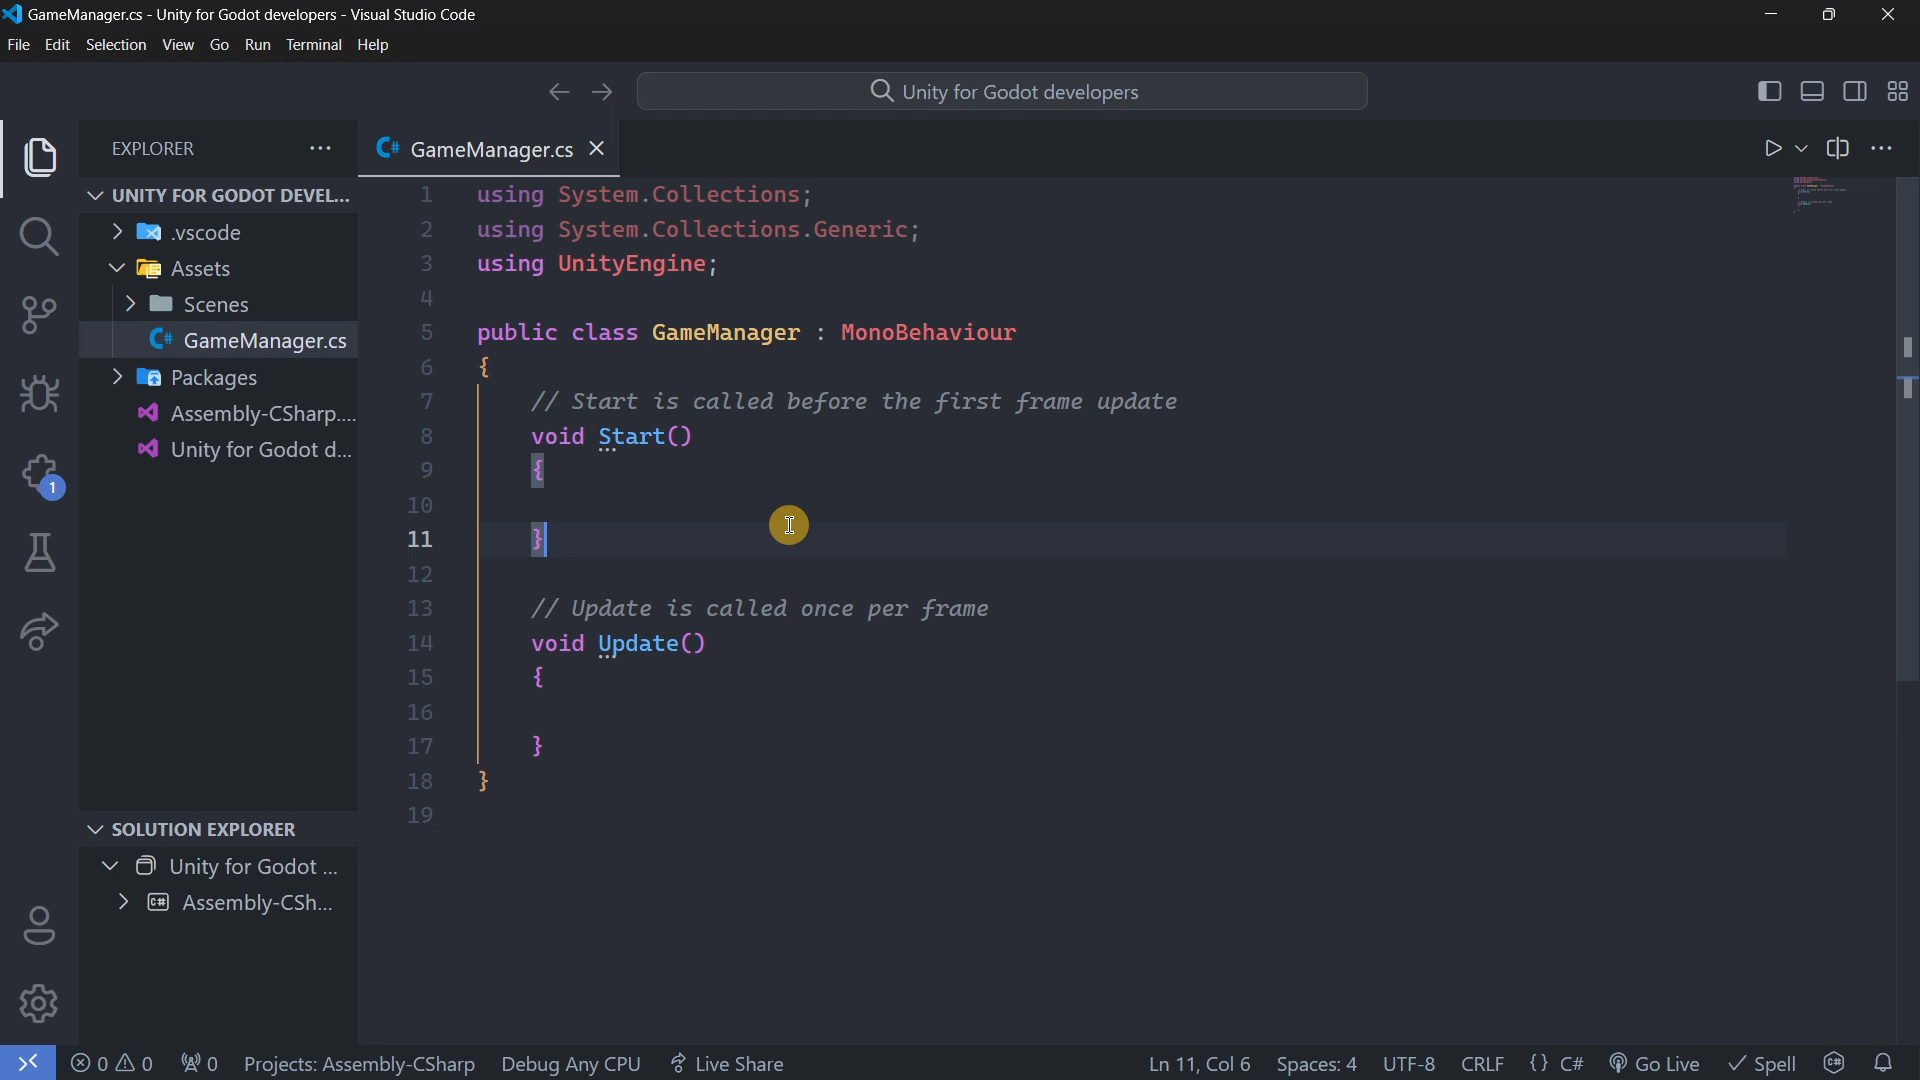 GameManager.cs - Unity for Godot developers - Visual Studio Code
File Edit Selection View Go Run Terminal Help
Unity for Godot developers
EXPLORER
GameManager.cs
UNITY FOR GODOT DEVEL...
.vscode
Assets
Scenes
GameManager.cs
Packages
Assembly-CSharp....
Unity for Godot d...
1
SOLUTION EXPLORER
Unity for Godot ...
Assembly-CSh...
1 using System.Collections;
2 using System.Collections.Generic;
3 using UnityEngine;
4
5 public class GameManager : MonoBehaviour
6 {
7 // Start is called before the first frame update
8 void Start()
9 {
10
11 }
12
13 // Update is called once per frame
14 void Update()
15 {
16
17 }
18 }
19
0 0 0 Projects: Assembly-CSharp Debug Any CPU Live Share Ln 11, Col 6 Spaces: 4 UTF-8 CRLF {} C# Go Live Spell